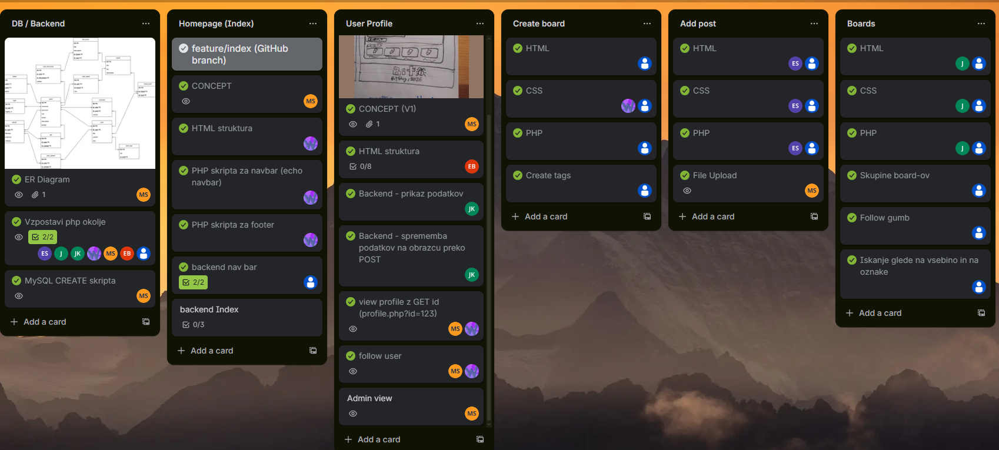 DB / Backend
ER Diagram
1
MS
Vzpostavi php okolje
2/2
ES
J
JK
MS
EB
MySQL CREATE skripta
MS
Add a card
Homepage (Index)
feature/index (GitHub
branch)
CONCEPT
MS
HTML struktura
PHP skripta za navbar (echo
navbar)
PHP skripta za footer
backend nav bar
2/2
backend Index
0/3
Add a card
User Profile
POSTS
CONCEPT (V1)
1
MS
HTML struktura
0/8
EB
Backend - prikaz podatkov
JK
Backend - sprememba
podatkov na obrazcu preko
POST
JK
view profile z GET id
(profile.php?id=123)
MS
follow user
MS
Admin view
MS
Add a card
Create board
HTML
CSS
PHP
Create tags
Add a card
Add post
HTML
ES
CSS
ES
PHP
ES
File Upload
MS
Add a card
Boards
HTML
J
CSS
J
PHP
J
Skupine board-ov
Follow gumb
Iskanje glede na vsebino in na
oznake
Add a card